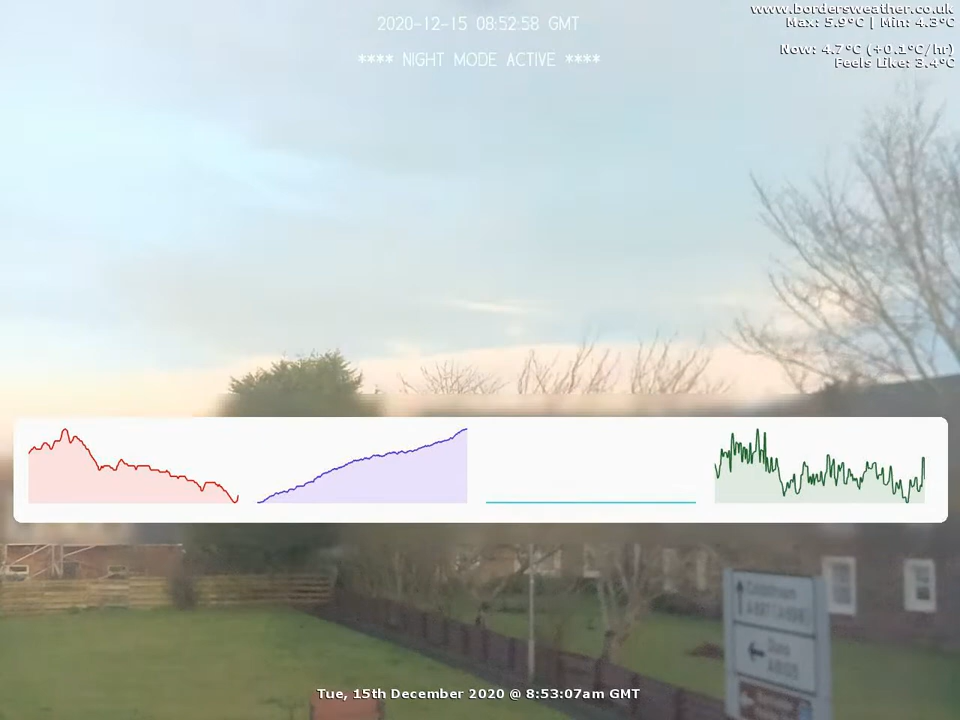 2020-12-15 08:52:58 GMT
**** NIGHT MODE ACTIVE ****
www.bordersweather.co.uk
Max: 5.9°C | Min: 4.3°C
Now: 4.7°C (+0.1°C/hr)
Feels Like: 3.4°C
Coldstream
Duns
Tue, 15th December 2020 @ 8:53:07am GMT